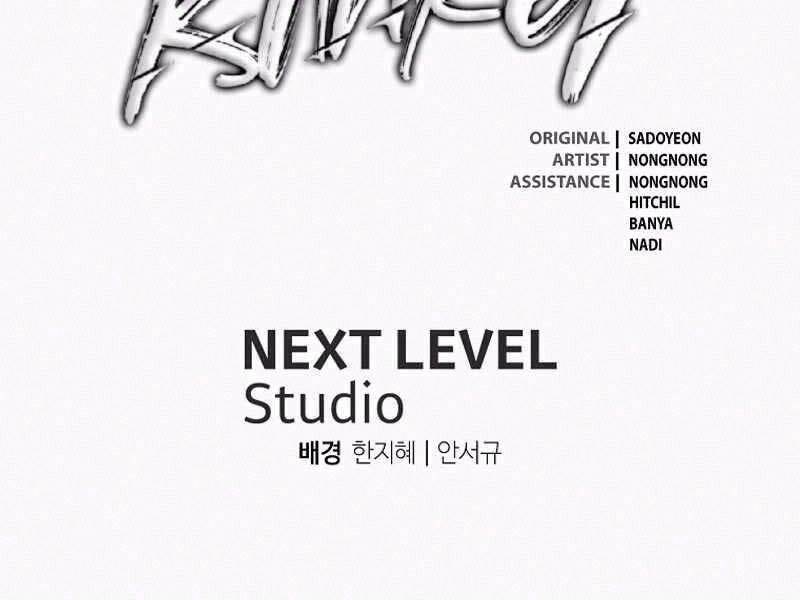 ORIGINAL | SADOYEON
ARTIST | NONGNONG
ASSISTANCE | NONGNONG
HITCHIL
BANYA
NADI
NEXT LEVEL
Studio
배경 한지혜 | 안서규